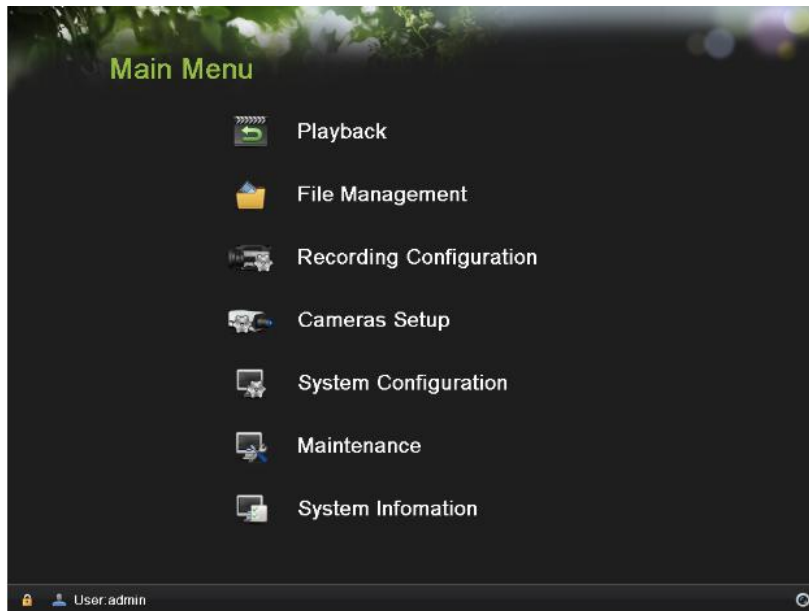 Main Menu
Playback
File Management
Recording Configuration
Cameras Setup
System Configuration
Maintenance
System Infomation
User:admin